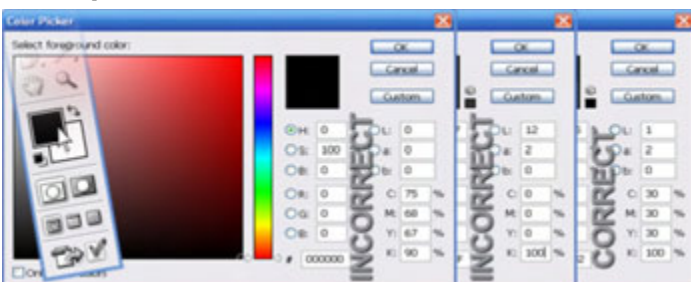 Color Picker
Select foreground color:
OK OK OK
Cancel Cancel Cancel
Custom Custom Custom
H: 0 L: 0 L: 12 L: 1
S: 100 a: 0 a: 2 a: 2
B: 0 b: 0 b: 0 b: 0
R: 0 C: 75 % C: 0 % C: 30 %
G: 0 M: 68 % M: 0 % M: 30 %
B: 0 Y: 67 % Y: 0 % Y: 30 %
# 000000 K: 90 % K: 100 % K: 100 %
INCORRECT
INCORRECT
CORRECT